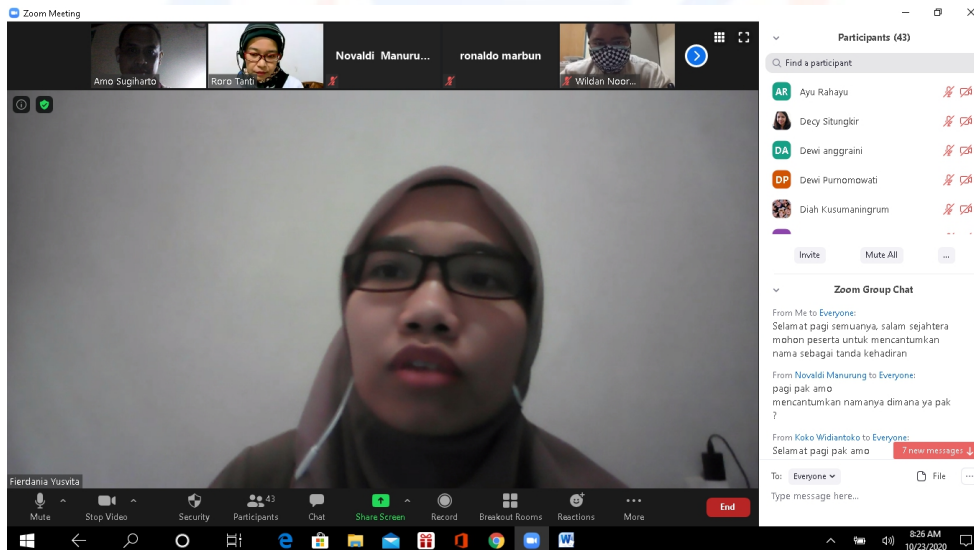 Zoom Meeting
Amo Sugiharto
Roro Tanti
Novaldi Manuru...
ronaldo marbun
Wildan Noor...
Fierdania Yusvita
Mute
Stop Video
Security
43
Participants
Chat
Share Screen
Record
Breakout Rooms
Reactions
More
End
Participants (43)
Find a participant
AR Ayu Rahayu
Decy Situngkir
DA Dewi anggraini
DP Dewi Purnomowati
Diah Kusumaningrum
Invite
Mute All
...
Zoom Group Chat
From Me to Everyone:
Selamat pagi semuanya, salam sejahtera
mohon peserta untuk mencantumkan
nama sebagai tanda kehadiran
From Novaldi Manurung to Everyone:
pagi pak amo
mencantumkan namanya dimana ya pak
?
From Koko Widiantoko to Everyone:
Selamat pagi pak amo
7 new messages
To: Everyone
File
...
Type message here...
8:26 AM
10/23/2020